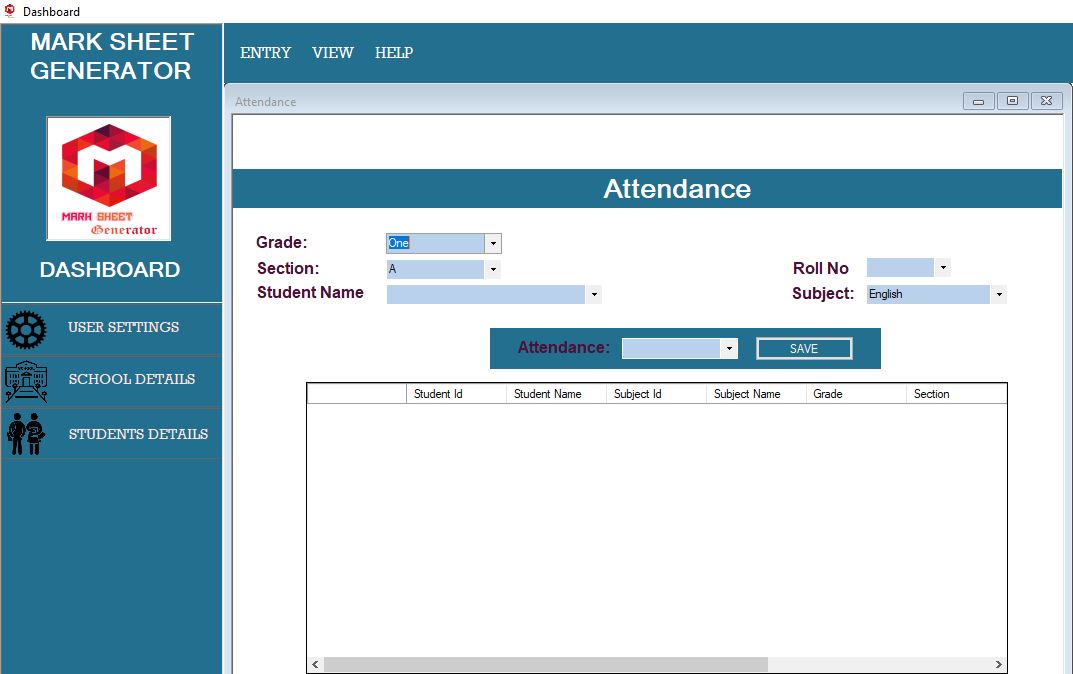 Dashboard
MARK SHEET
GENERATOR
MARK SHEET
Generator
DASHBOARD
USER SETTINGS
SCHOOL DETAILS
STUDENTS DETAILS
ENTRY VIEW HELP
Attendance
Attendance
Grade: One
Section: A
Roll No
Student Name
Subject: English
Attendance: SAVE
Student Id Student Name Subject Id Subject Name Grade Section